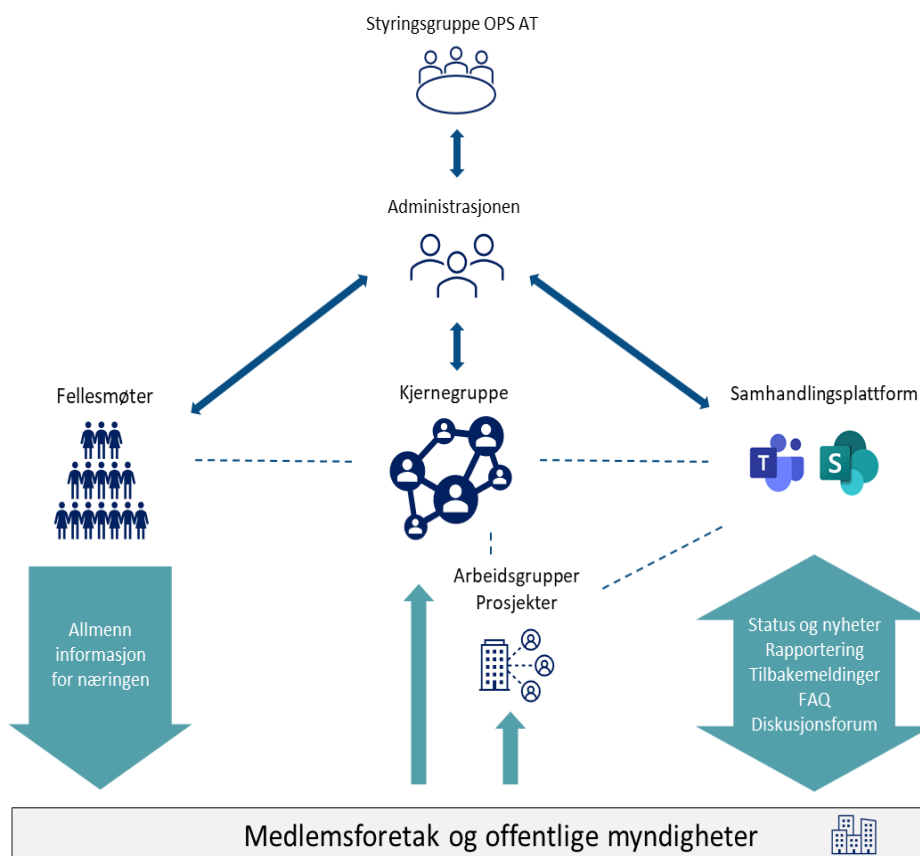 Styringsgruppe OPS AT
Administrasjonen
Fellesmøter
Kjernegruppe
Samhandlingsplattform
T
S
Arbeidsgrupper
Prosjekter
Allmenn
informasjon
for næringen
Status og nyheter
Rapportering
Tilbakemeldinger
FAQ
Diskusjonsforum
Medlemsforetak og offentlige myndigheter